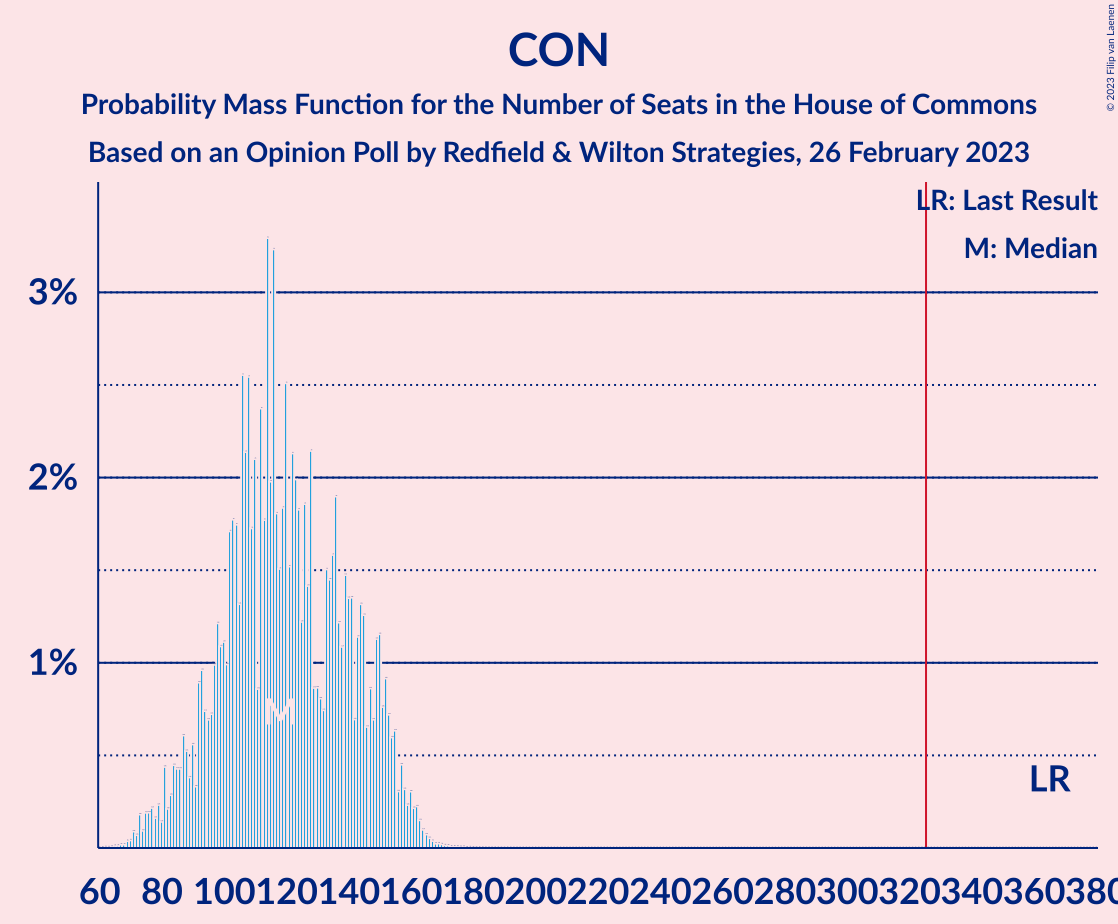 CON
Probability Mass Function for the Number of Seats in the House of Commons
Based on an Opinion Poll by Redfield & Wilton Strategies, 26 February 2023
© 2023 Filip van Laenen
LR: Last Result
M: Median
3%
2%
1%
M
LR
60 80 100 120 140 160 180 200 220 240 260 280 300 320 340 360 380